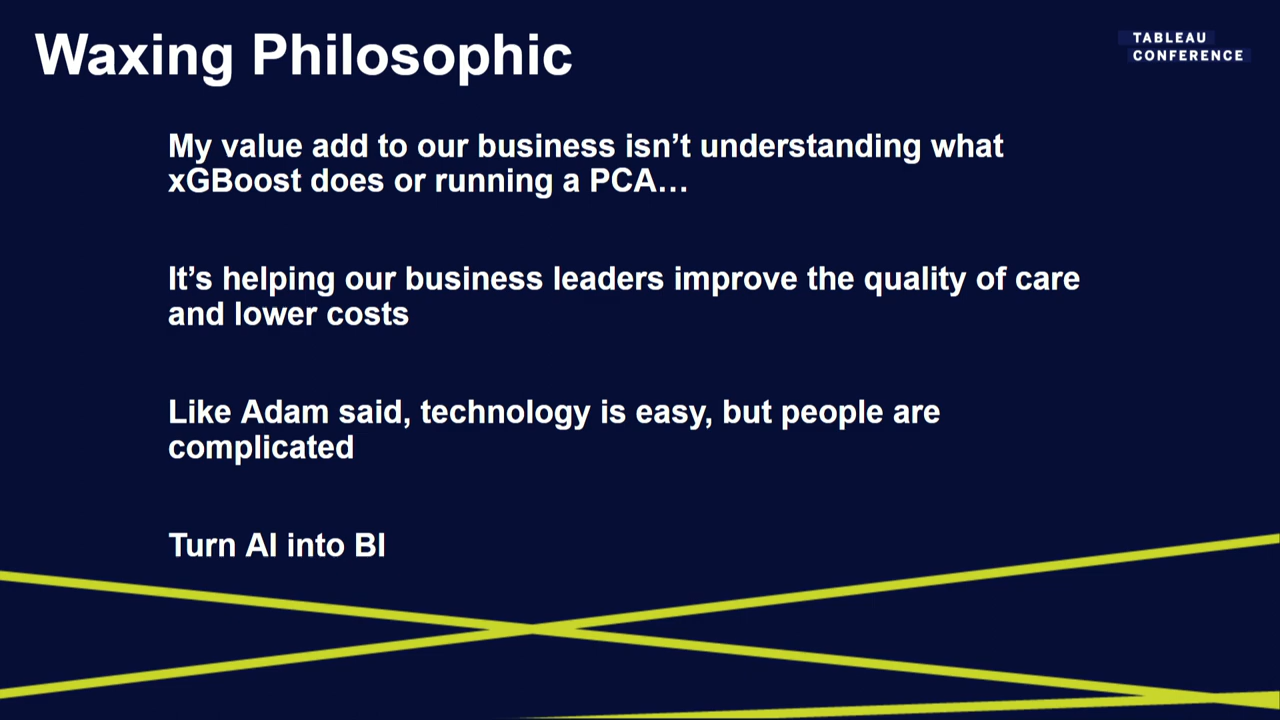 Waxing Philosophic
TABLEAU
CONFERENCE
My value add to our business isn’t understanding what
xGBoost does or running a PCA…
It’s helping our business leaders improve the quality of care
and lower costs
Like Adam said, technology is easy, but people are
complicated
Turn AI into BI